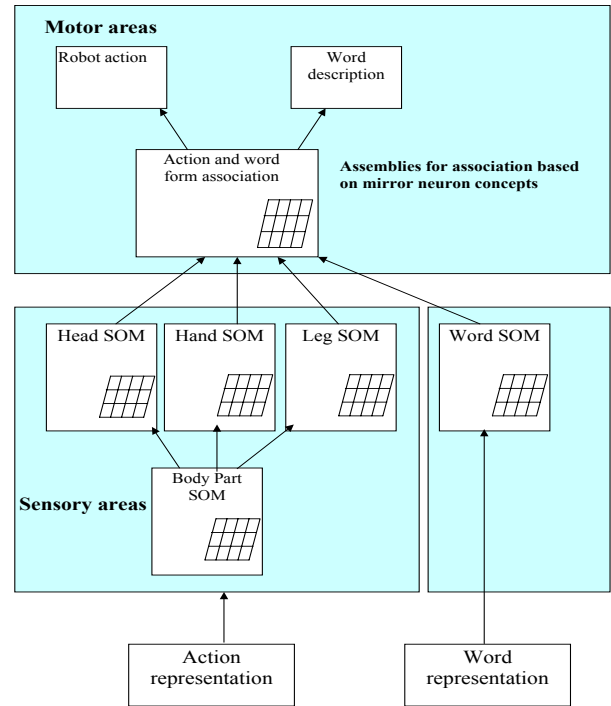 Motor areas
Robot action
Word
description
Action and word
form association
Assemblies for association based
on mirror neuron concepts
Head SOM
Hand SOM
Leg SOM
Word SOM
Body Part
SOM
Sensory areas
Action
representation
Word
representation